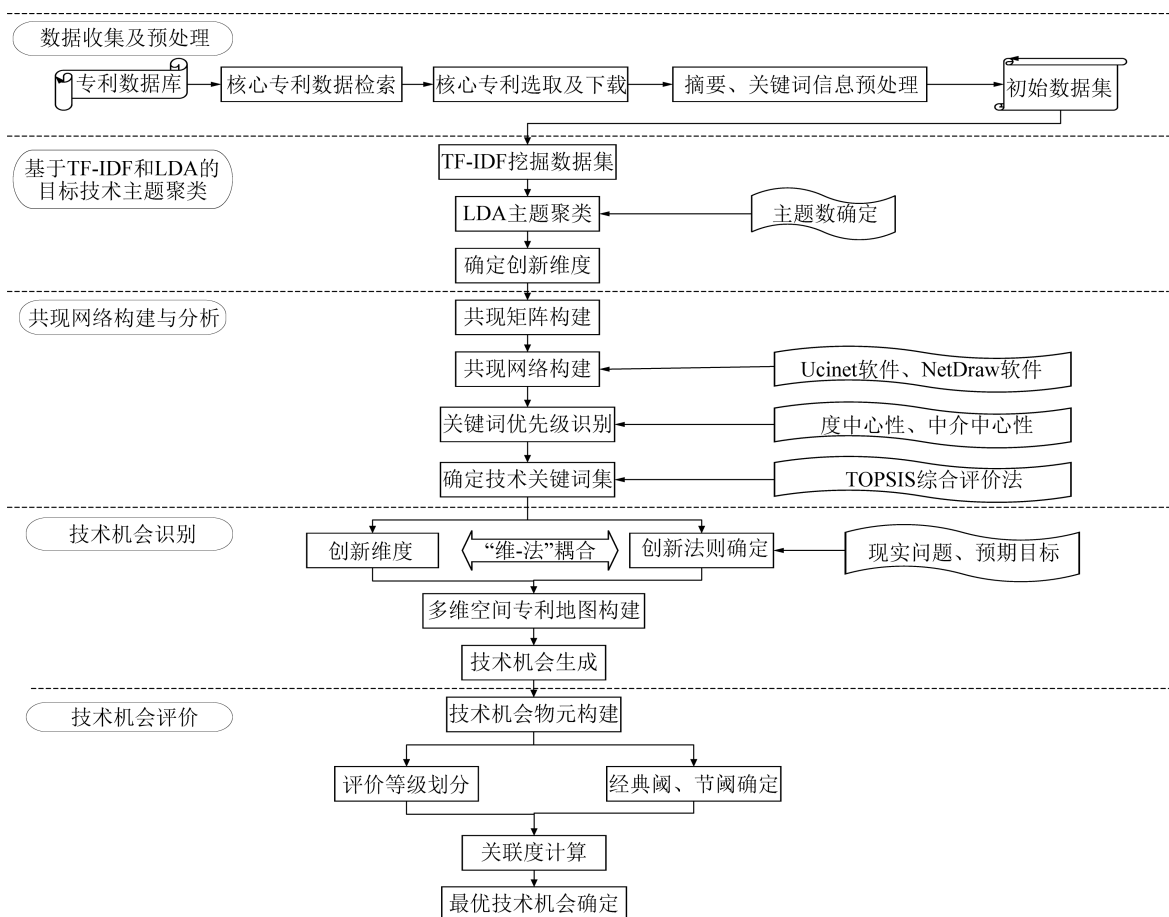 数据收集及预处理
专利数据库
核心专利数据检索
核心专利选取及下载
摘要、关键词信息预处理
初始数据集
基于TF-IDF和LDA的
目标技术主题聚类
TF-IDF挖掘数据集
LDA主题聚类
主题数确定
确定创新维度
共现网络构建与分析
共现矩阵构建
共现网络构建
Ucinet软件、NetDraw软件
关键词优先级识别
度中心性、中介中心性
确定技术关键词集
TOPSIS综合评价法
技术机会识别
创新维度
“维-法”耦合
创新法则确定
现实问题、预期目标
多维空间专利地图构建
技术机会生成
技术机会评价
技术机会物元构建
评价等级划分
经典阈、节阈确定
关联度计算
最优技术机会确定